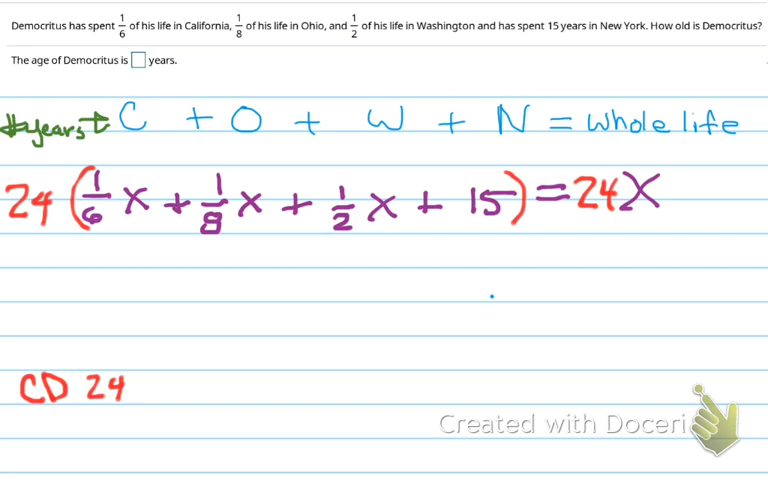 Democritus has spent 1/6 of his life in California, 1/8 of his life in Ohio, and 1/2 of his life in Washington and has spent 15 years in New York. How old is Democritus?
The age of Democritus is □ years.
#years → C + O + W + N = whole life
24 (1/6 x + 1/8 x + 1/2 x + 15) = 24X
CD 24
Created with Doceri